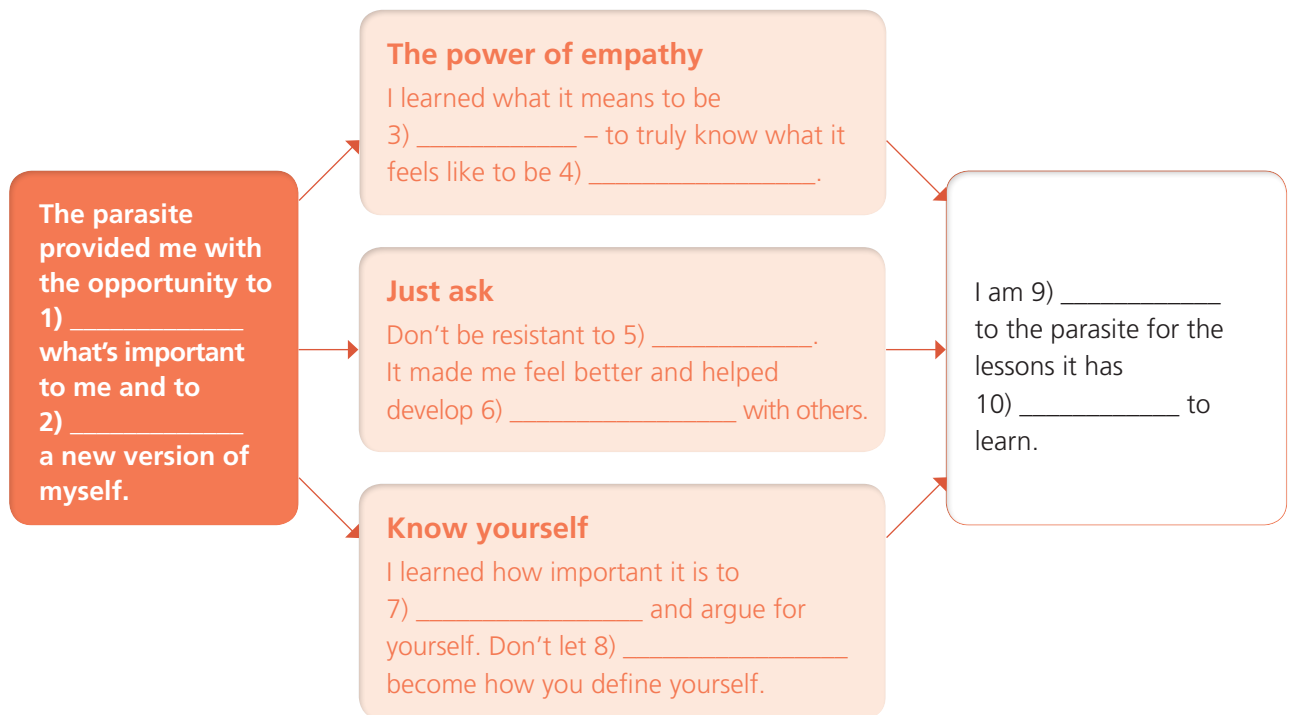 The parasite
provided me with
the opportunity to
1) _____________
what's important
to me and to
2) _____________
a new version of
myself.
The power of empathy
I learned what it means to be
3) ____________ – to truly know what it
feels like to be 4) _________________.
Just ask
Don't be resistant to 5) ____________.
It made me feel better and helped
develop 6) _________________ with others.
Know yourself
I learned how important it is to
7) _________________ and argue for
yourself. Don't let 8) _________________
become how you define yourself.
I am 9) ____________
to the parasite for the
lessons it has
10) ____________ to
learn.